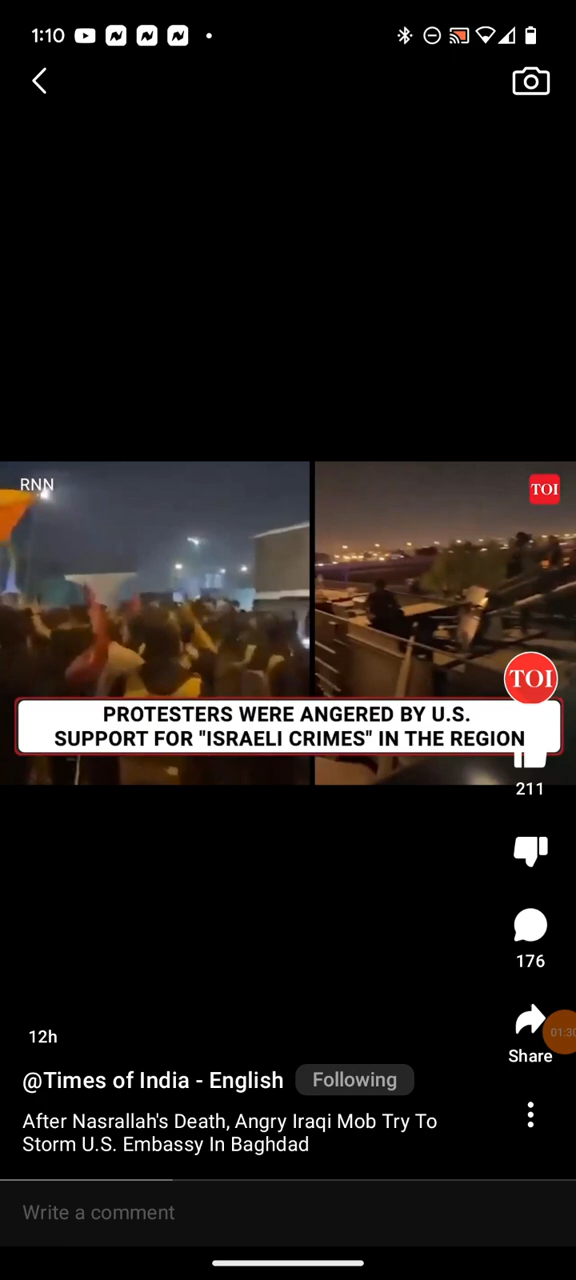 1:10
RNN
TOI
TOI
PROTESTERS WERE ANGERED BY U.S.
SUPPORT FOR "ISRAELI CRIMES" IN THE REGION
211
176
12h
01:30
Share
@Times of India - English
Following
After Nasrallah's Death, Angry Iraqi Mob Try To
Storm U.S. Embassy In Baghdad
Write a comment